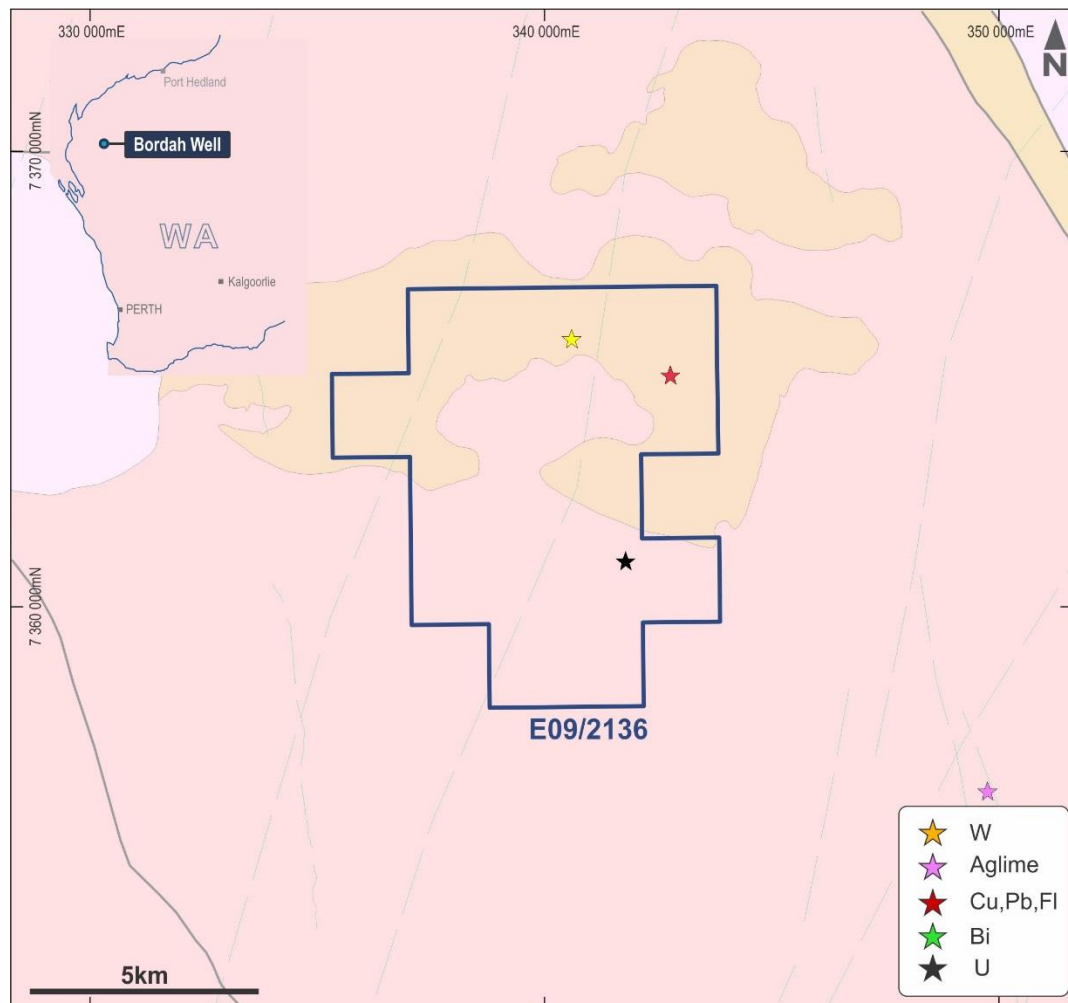 330 000mE
340 000mE
350 000mE
N
Port Hedland
7 370 000mN
Bordah Well
WA
Kalgoorlie
PERTH
7 360 000mN
E09/2136
W
Aglime
Cu,Pb,Fl
Bi
U
5km